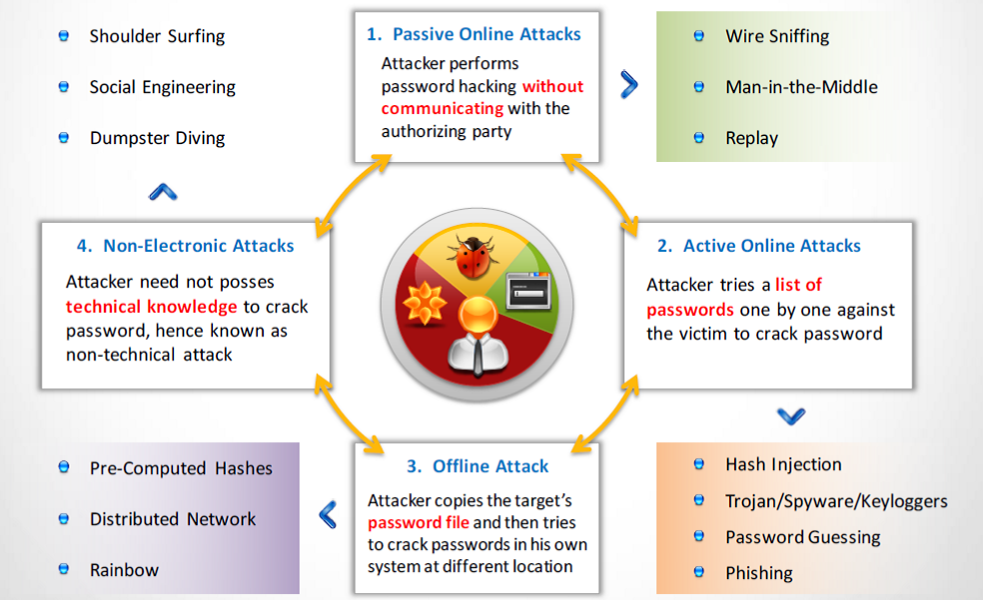 Shoulder Surfing
Social Engineering
Dumpster Diving
1. Passive Online Attacks
Attacker performs
password hacking without
communicating with the
authorizing party
Wire Sniffing
Man-in-the-Middle
Replay
4. Non-Electronic Attacks
Attacker need not posses
technical knowledge to crack
password, hence known as
non-technical attack
2. Active Online Attacks
Attacker tries a list of
passwords one by one against
the victim to crack password
Pre-Computed Hashes
Distributed Network
Rainbow
3. Offline Attack
Attacker copies the target's
password file and then tries
to crack passwords in his own
system at different location
Hash Injection
Trojan/Spyware/Keyloggers
Password Guessing
Phishing